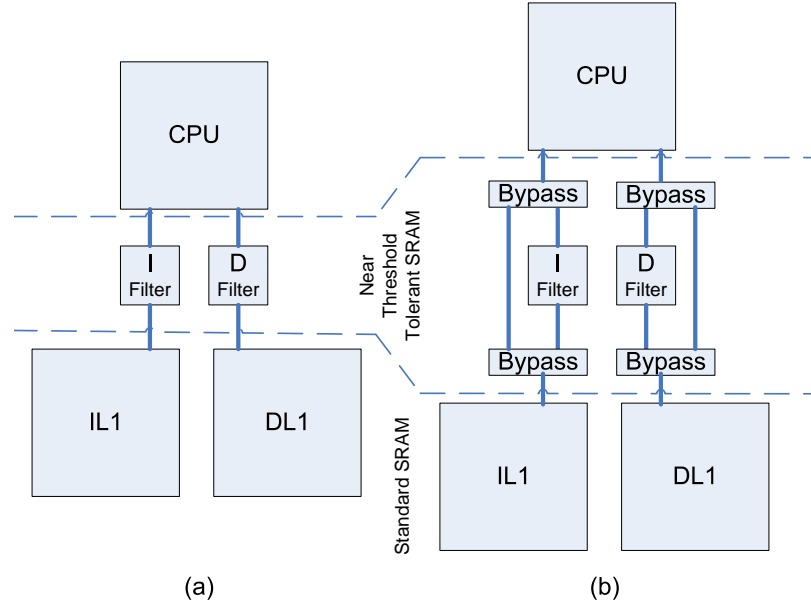 CPU
I
Filter
D
Filter
IL1
DL1
(a)
Near
Threshold
Tolerant SRAM
Standard SRAM
CPU
Bypass
Bypass
I
Filter
D
Filter
Bypass
Bypass
IL1
DL1
(b)